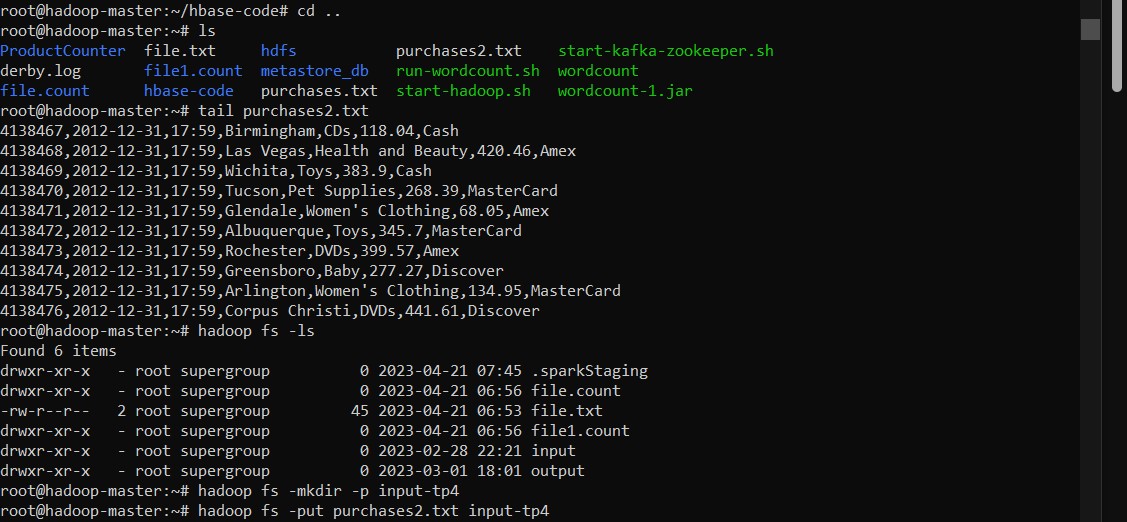 root@hadoop-master:~/hbase-code# cd ..
root@hadoop-master:~# ls
ProductCounter  file.txt     hdfs          purchases2.txt    start-kafka-zookeeper.sh
derby.log       file1.count  metastore_db  run-wordcount.sh  wordcount
file.count      hbase-code   purchases.txt  start-hadoop.sh   wordcount-1.jar
root@hadoop-master:~# tail purchases2.txt
4138467,2012-12-31,17:59,Birmingham,CDs,118.04,Cash
4138468,2012-12-31,17:59,Las Vegas,Health and Beauty,420.46,Amex
4138469,2012-12-31,17:59,Wichita,Toys,383.9,Cash
4138470,2012-12-31,17:59,Tucson,Pet Supplies,268.39,MasterCard
4138471,2012-12-31,17:59,Glendale,Women's Clothing,68.05,Amex
4138472,2012-12-31,17:59,Albuquerque,Toys,345.7,MasterCard
4138473,2012-12-31,17:59,Rochester,DVDs,399.57,Amex
4138474,2012-12-31,17:59,Greensboro,Baby,277.27,Discover
4138475,2012-12-31,17:59,Arlington,Women's Clothing,134.95,MasterCard
4138476,2012-12-31,17:59,Corpus Christi,DVDs,441.61,Discover
root@hadoop-master:~# hadoop fs -ls
Found 6 items
drwxr-xr-x   - root supergroup          0 2023-04-21 07:45 .sparkStaging
drwxr-xr-x   - root supergroup          0 2023-04-21 06:56 file.count
-rw-r--r--   2 root supergroup         45 2023-04-21 06:53 file.txt
drwxr-xr-x   - root supergroup          0 2023-04-21 06:56 file1.count
drwxr-xr-x   - root supergroup          0 2023-02-28 22:21 input
drwxr-xr-x   - root supergroup          0 2023-03-01 18:01 output
root@hadoop-master:~# hadoop fs -mkdir -p input-tp4
root@hadoop-master:~# hadoop fs -put purchases2.txt input-tp4